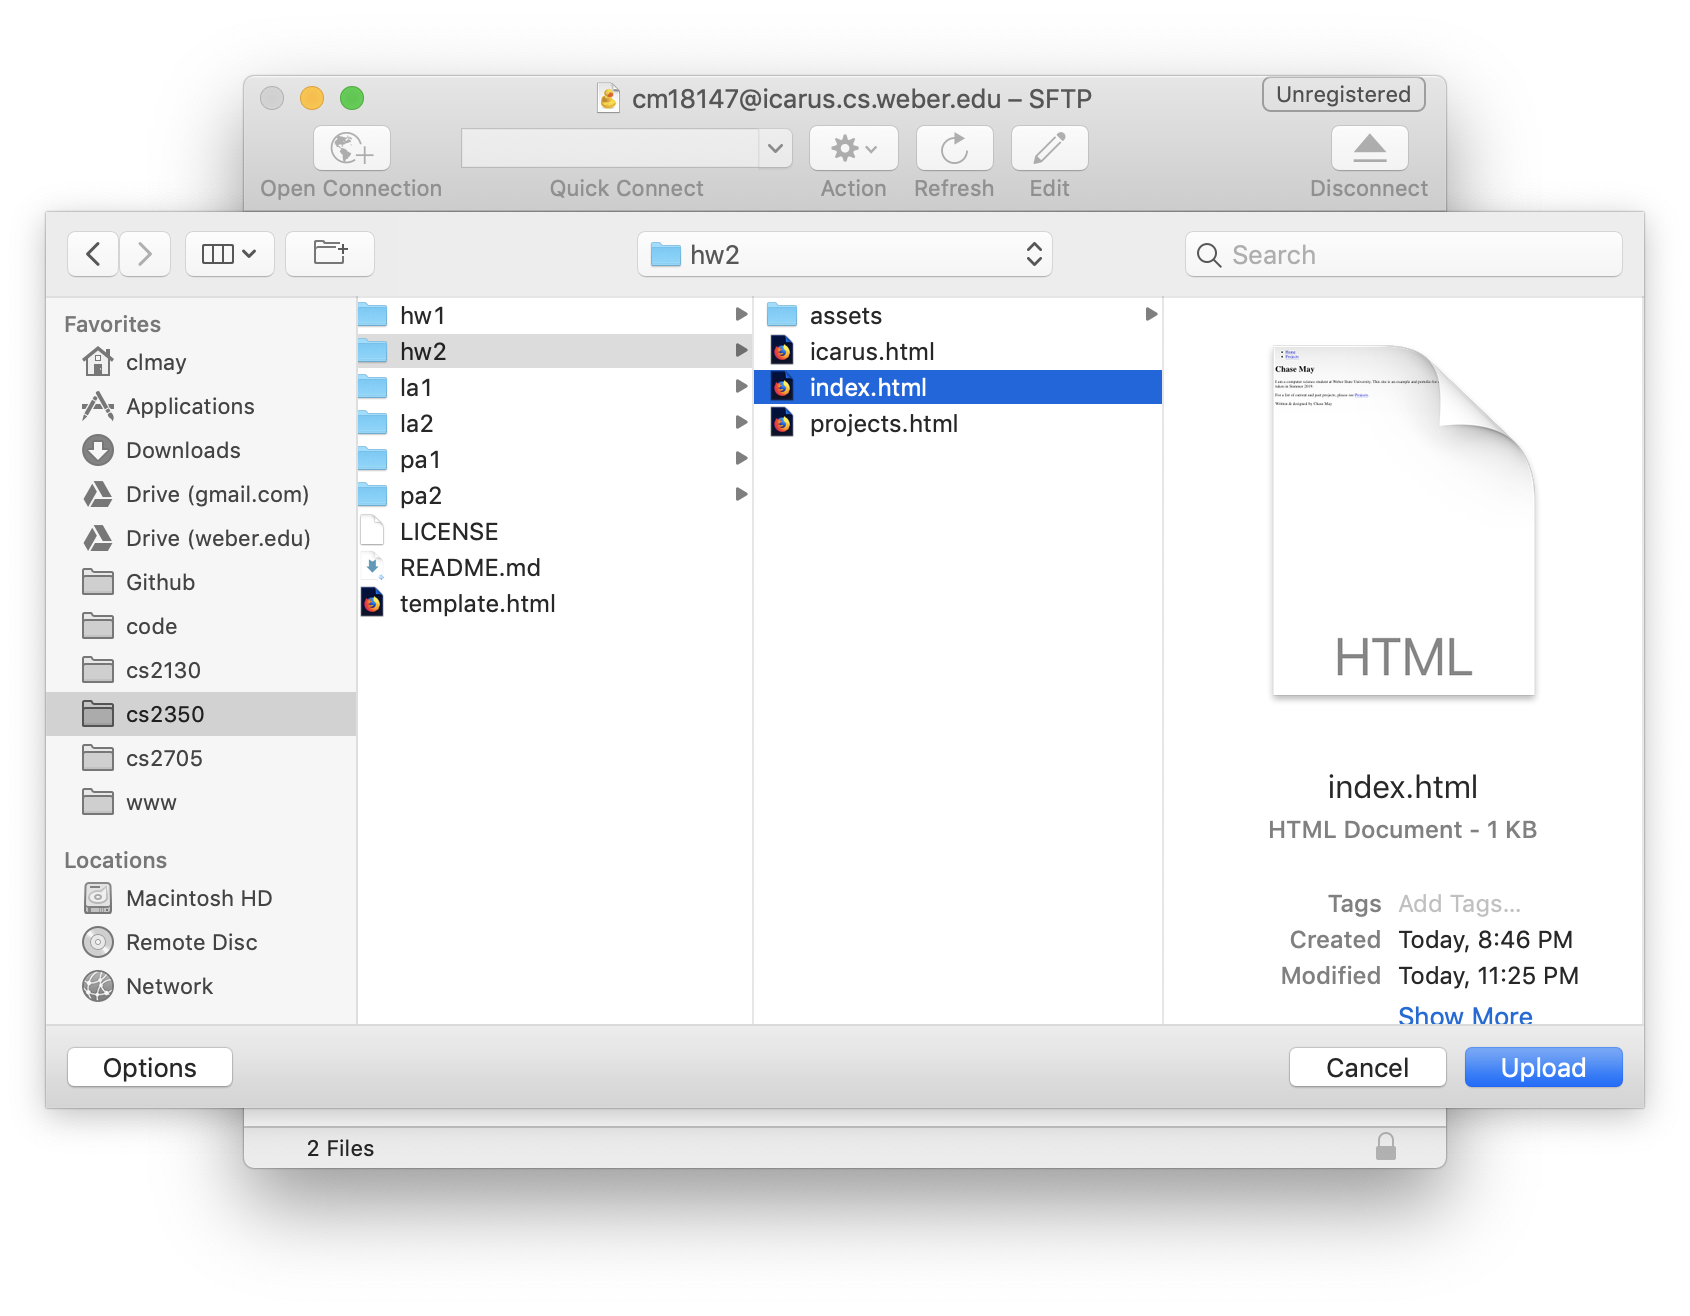 cm18147@icarus.cs.weber.edu – SFTP
Unregistered
Open Connection
Quick Connect
Action
Refresh
Edit
Disconnect
hw2
Search
Favorites
clmay
Applications
Downloads
Drive (gmail.com)
Drive (weber.edu)
Github
code
cs2130
cs2350
cs2705
www
Locations
Macintosh HD
Remote Disc
Network
hw1
hw2
la1
la2
pa1
pa2
LICENSE
README.md
template.html
assets
icarus.html
index.html
projects.html
Home
Projects
Chase May
HTML
index.html
HTML Document - 1 KB
Tags Add Tags...
Created Today, 8:46 PM
Modified Today, 11:25 PM
Show More
Options
Cancel
Upload
2 Files